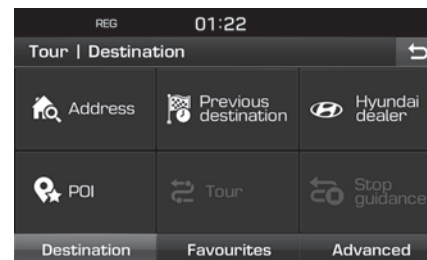 REG 01:22
Tour | Destination
Address
Previous
destination
Hyundai
dealer
POI
Tour
Stop
guidance
Destination Favourites Advanced